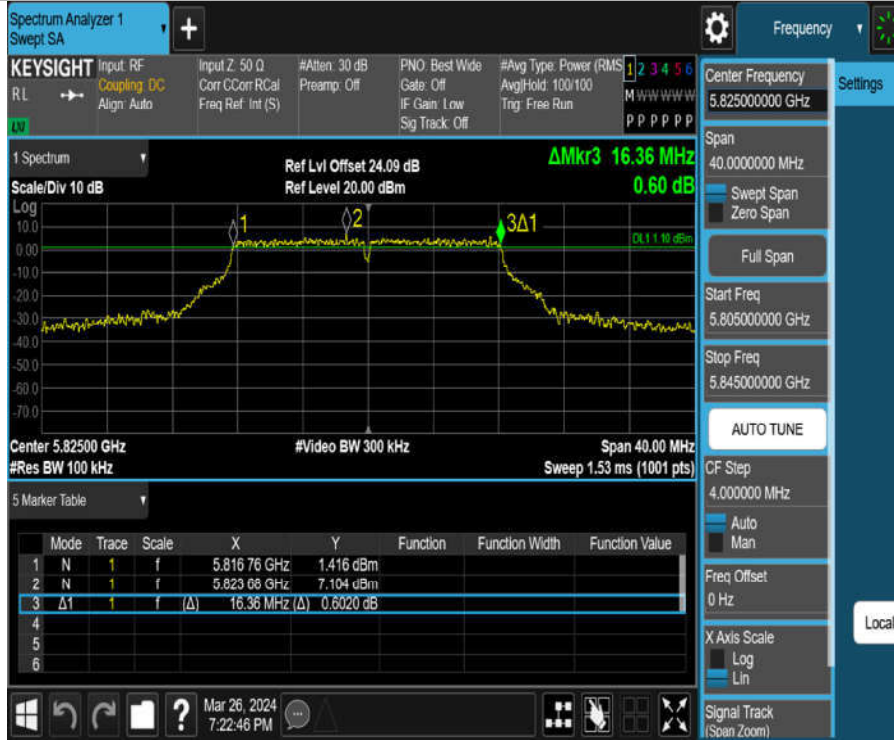 Spectrum Analyzer 1
Swept SA
+
Frequency
KEYSIGHT
RL
LXI
Input: RF
Coupling: DC
Align: Auto
Input Z: 50 Ω
Corr CCorr RCal
Freq Ref: Int (S)
#Atten: 30 dB
Preamp: Off
PNO: Best Wide
Gate: Off
IF Gain: Low
Sig Track: Off
#Avg Type: Power (RMS
Avg|Hold: 100/100
Trig: Free Run
1 2 3 4 5 6
M W W W W W
P P P P P P
1 Spectrum
Scale/Div 10 dB
Ref Lvl Offset 24.09 dB
Ref Level 20.00 dBm
ΔMkr3 16.36 MHz
0.60 dB
Log
10.0
0.00
-10.0
-20.0
-30.0
-40.0
-50.0
-60.0
-70.0
1
2
3Δ1
DL1 1.10 dBm
Center 5.82500 GHz
#Res BW 100 kHz
#Video BW 300 kHz
Span 40.00 MHz
Sweep 1.53 ms (1001 pts)
5 Marker Table
Mode Trace Scale X Y Function Function Width Function Value
1 N 1 f 5.816 76 GHz 1.416 dBm
2 N 1 f 5.823 68 GHz 7.104 dBm
3 Δ1 1 f (Δ) 16.36 MHz (Δ) 0.6020 dB
4
5
6
?
Mar 26, 2024
7:22:46 PM
Center Frequency
5.825000000 GHz
Span
40.0000000 MHz
Swept Span
Zero Span
Full Span
Start Freq
5.805000000 GHz
Stop Freq
5.845000000 GHz
AUTO TUNE
CF Step
4.000000 MHz
Auto
Man
Freq Offset
0 Hz
X Axis Scale
Log
Lin
Signal Track
(Span Zoom)
Settings
Local